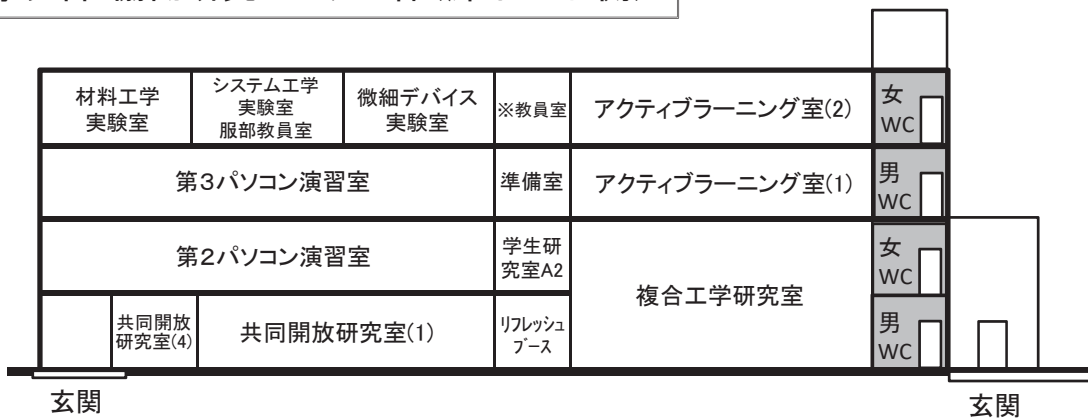 材料工学
実験室
システム工学
実験室
服部教員室
微細デバイス
実験室
※教員室
アクティブラーニング室(2)
女
WC
第3パソコン演習室
準備室
アクティブラーニング室(1)
男
WC
第2パソコン演習室
学生研
究室A2
複合工学研究室
女
WC
共同開放
研究室(4)
共同開放研究室(1)
リフレッシュ
ブース
男
WC
玄関
玄関